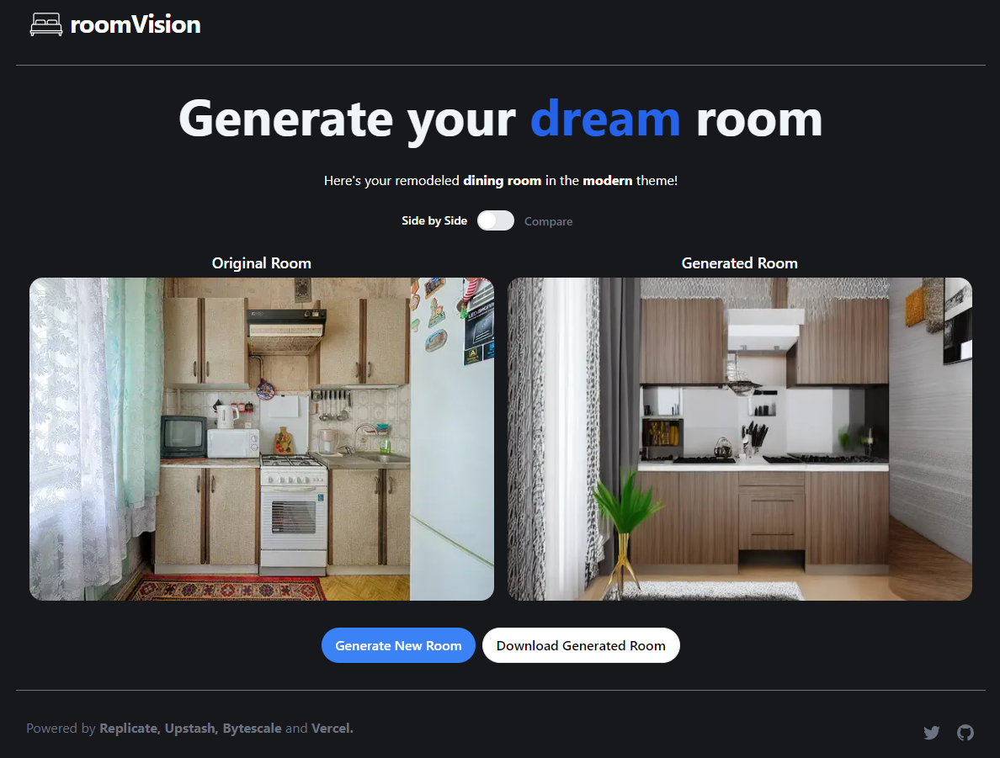 roomVision
Generate your dream room
Here's your remodeled dining room in the modern theme!
Side by Side Compare
Original Room
Generated Room
Generate New Room
Download Generated Room
Powered by Replicate, Upstash, Bytescale and Vercel.